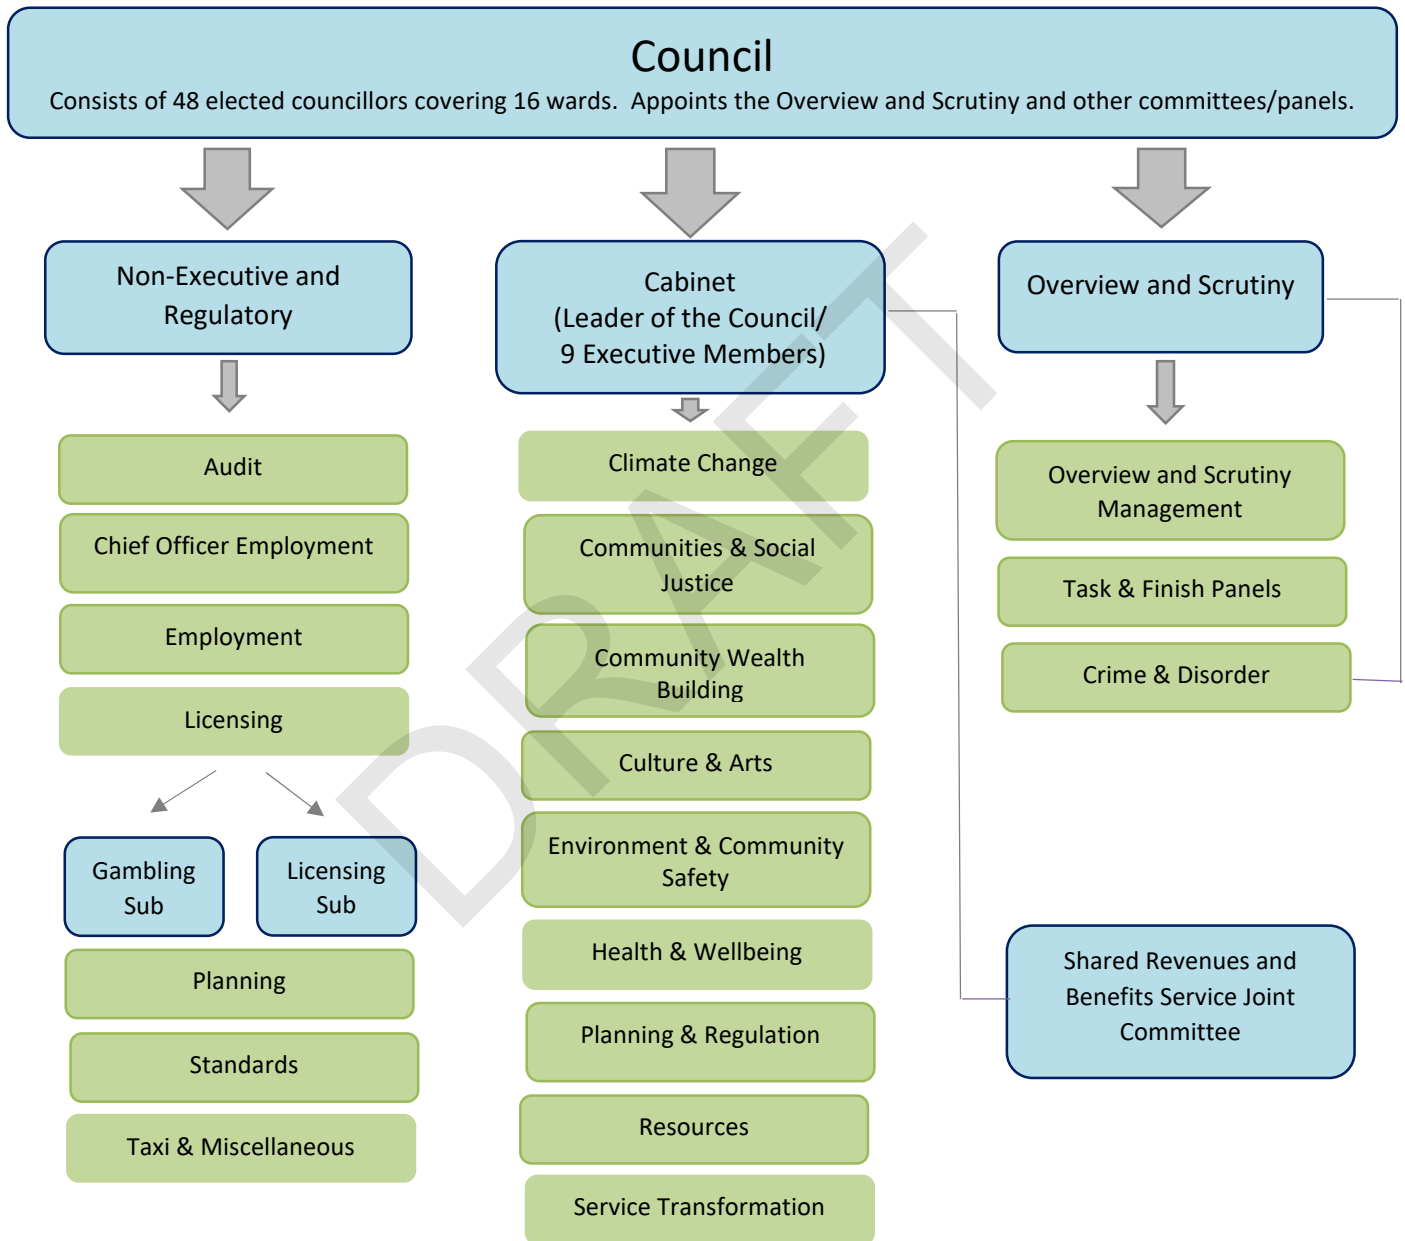 Council
Consists of 48 elected councillors covering 16 wards.  Appoints the Overview and Scrutiny and other committees/panels.
Non-Executive and
Regulatory
Audit
Chief Officer Employment
Employment
Licensing
Gambling
Sub
Licensing
Sub
Planning
Standards
Taxi & Miscellaneous
Cabinet
(Leader of the Council/
9 Executive Members)
Climate Change
Communities & Social
Justice
Community Wealth
Building
Culture & Arts
Environment & Community
Safety
Health & Wellbeing
Planning & Regulation
Resources
Service Transformation
Overview and Scrutiny
Overview and Scrutiny
Management
Task & Finish Panels
Crime & Disorder
Shared Revenues and
Benefits Service Joint
Committee
DRAFT